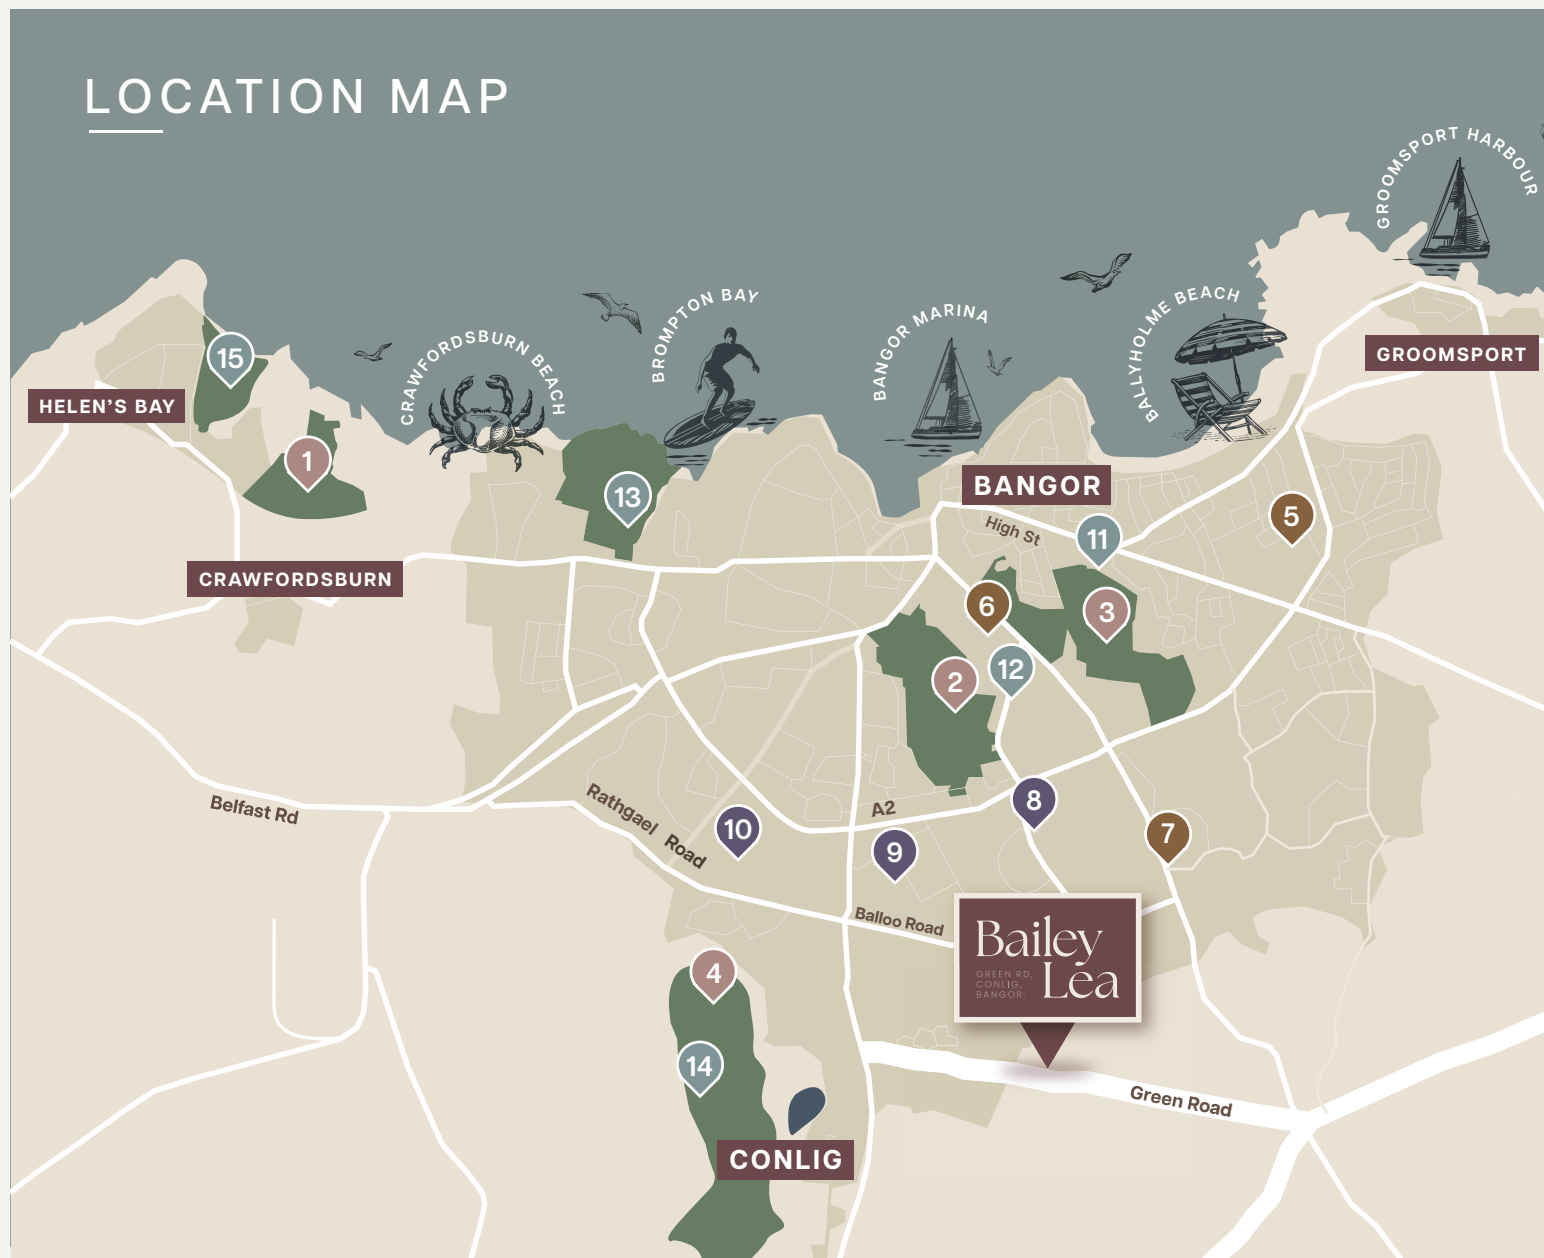 LOCATION MAP
GROOMSPORT HARBOUR
BALLYHOLME BEACH
BROMPTON BAY
BANGOR MARINA
CRAWFORDSBURN BEACH
GROOMSPORT
15
HELEN'S BAY
1
13
BANGOR
High St
11
5
CRAWFORDSBURN
6
3
12
2
Belfast Rd
Rathgael Road
10
A2
8
9
7
Balloo Road
Bailey
Lea
GREEN RD,
CONLIG,
BANGOR.
4
14
Green Road
CONLIG